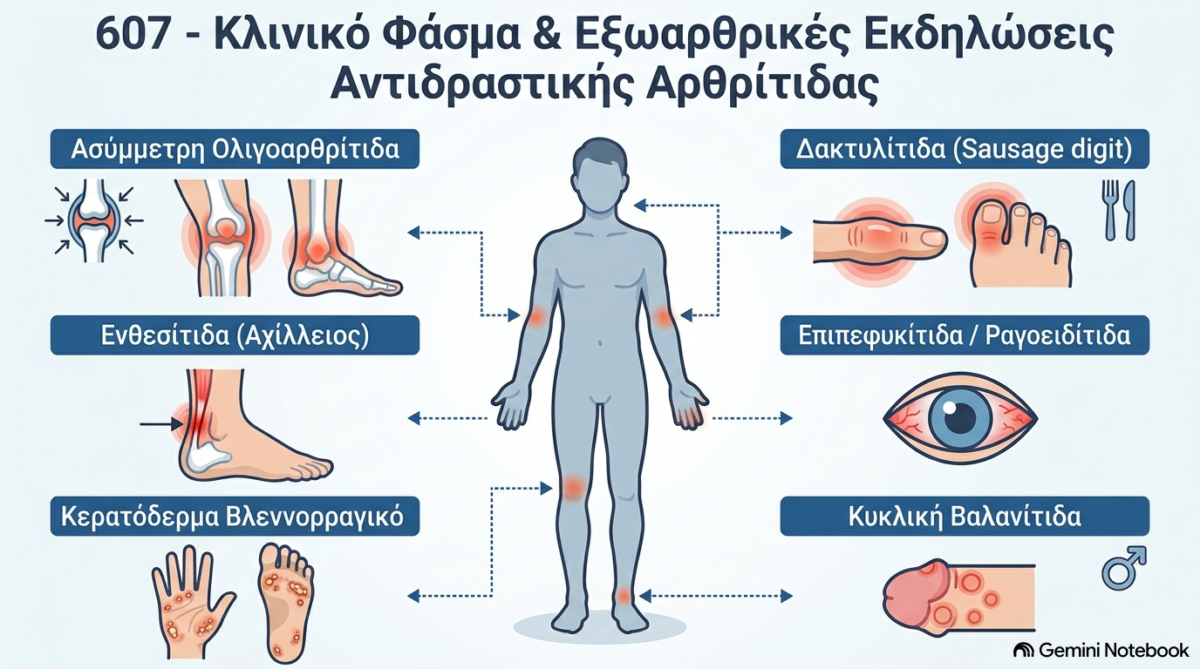 607 - Κλινικό Φάσμα & Εξωαρθρικές Εκδηλώσεις
Αντιδραστικής Αρθρίτιδας
Ασύμμετρη Ολιγοαρθρίτιδα
Δακτυλίτιδα (Sausage digit)
Ενθεσίτιδα (Αχίλλειος)
Επιπεφυκίτιδα / Ραγοειδίτιδα
Κερατόδερμα Βλεννορραγικό
Κυκλική Βαλανίτιδα
Gemini Notebook